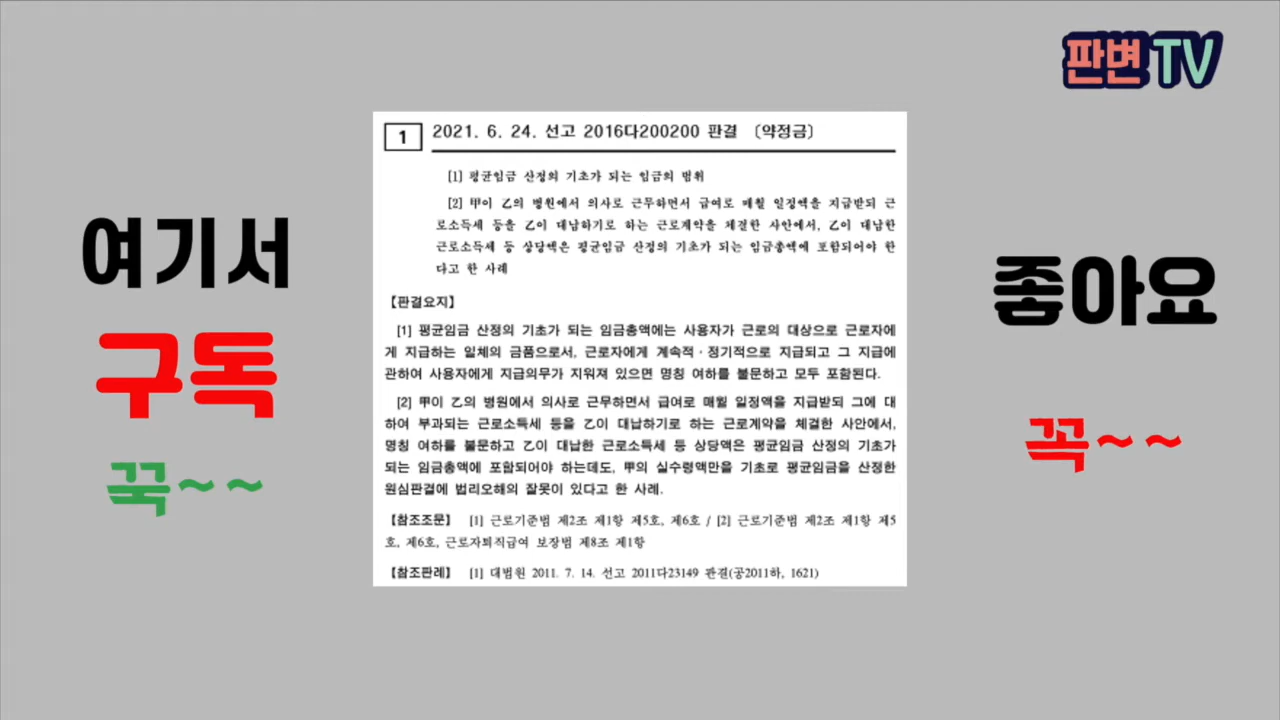 판변 TV
여기서
구독
꾹~~
좋아요
꼭~~
1 2021. 6. 24. 선고 2016다200200 판결 〔약정금〕
[1] 평균임금 산정의 기초가 되는 임금의 범위
[2] 甲이 乙의 병원에서 의사로 근무하면서 급여로 매월 일정액을 지급받되 근
로소득세 등을 乙이 대납하기로 하는 근로계약을 체결한 사안에서, 乙이 대납한
근로소득세 등 상당액은 평균임금 산정의 기초가 되는 임금총액에 포함되어야 한
다고 한 사례
【판결요지】
[1] 평균임금 산정의 기초가 되는 임금총액에는 사용자가 근로의 대상으로 근로자에
게 지급하는 일체의 금품으로서, 근로자에게 계속적·정기적으로 지급되고 그 지급에
관하여 사용자에게 지급의무가 지워져 있으면 명칭 여하를 불문하고 모두 포함된다.
[2] 甲이 乙의 병원에서 의사로 근무하면서 급여로 매월 일정액을 지급받되 그에 대
하여 부과되는 근로소득세 등을 乙이 대납하기로 하는 근로계약을 체결한 사안에서,
명칭 여하를 불문하고 乙이 대납한 근로소득세 등 상당액은 평균임금 산정의 기초가
되는 임금총액에 포함되어야 하는데도, 甲의 실수령액만을 기초로 평균임금을 산정한
원심판결에 법리오해의 잘못이 있다고 한 사례.
【참조조문】 [1] 근로기준법 제2조 제1항 제5호, 제6호 / [2] 근로기준법 제2조 제1항 제5
호, 제6호, 근로자퇴직급여 보장법 제8조 제1항
【참조판례】 [1] 대법원 2011. 7. 14. 선고 2011다23149 판결(공2011하, 1621)